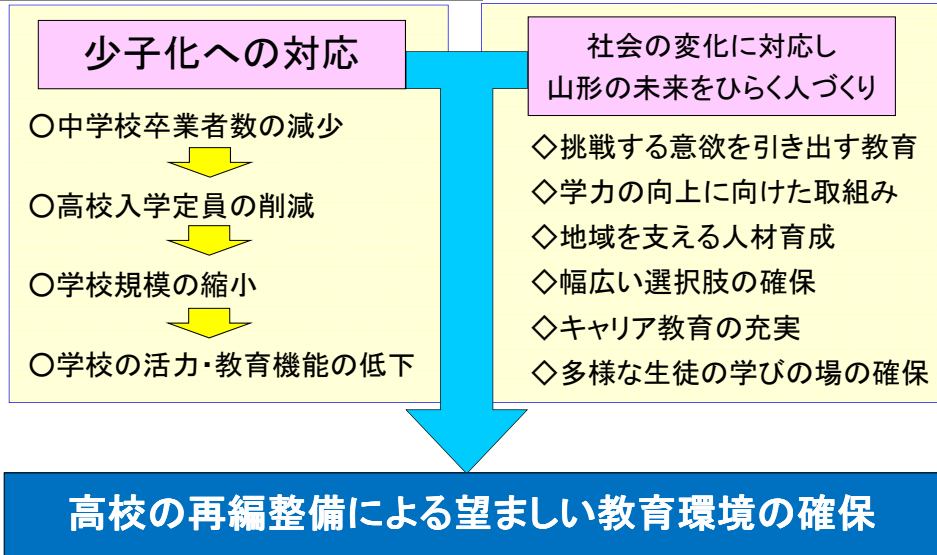 少子化への対応
〇中学校卒業者数の減少
〇高校入学定員の削減
〇学校規模の縮小
〇学校の活力・教育機能の低下
社会の変化に対応し
山形の未来をひらく人づくり
◇挑戦する意欲を引き出す教育
◇学力の向上に向けた取組み
◇地域を支える人材育成
◇幅広い選択肢の確保
◇キャリア教育の充実
◇多様な生徒の学びの場の確保
高校の再編整備による望ましい教育環境の確保